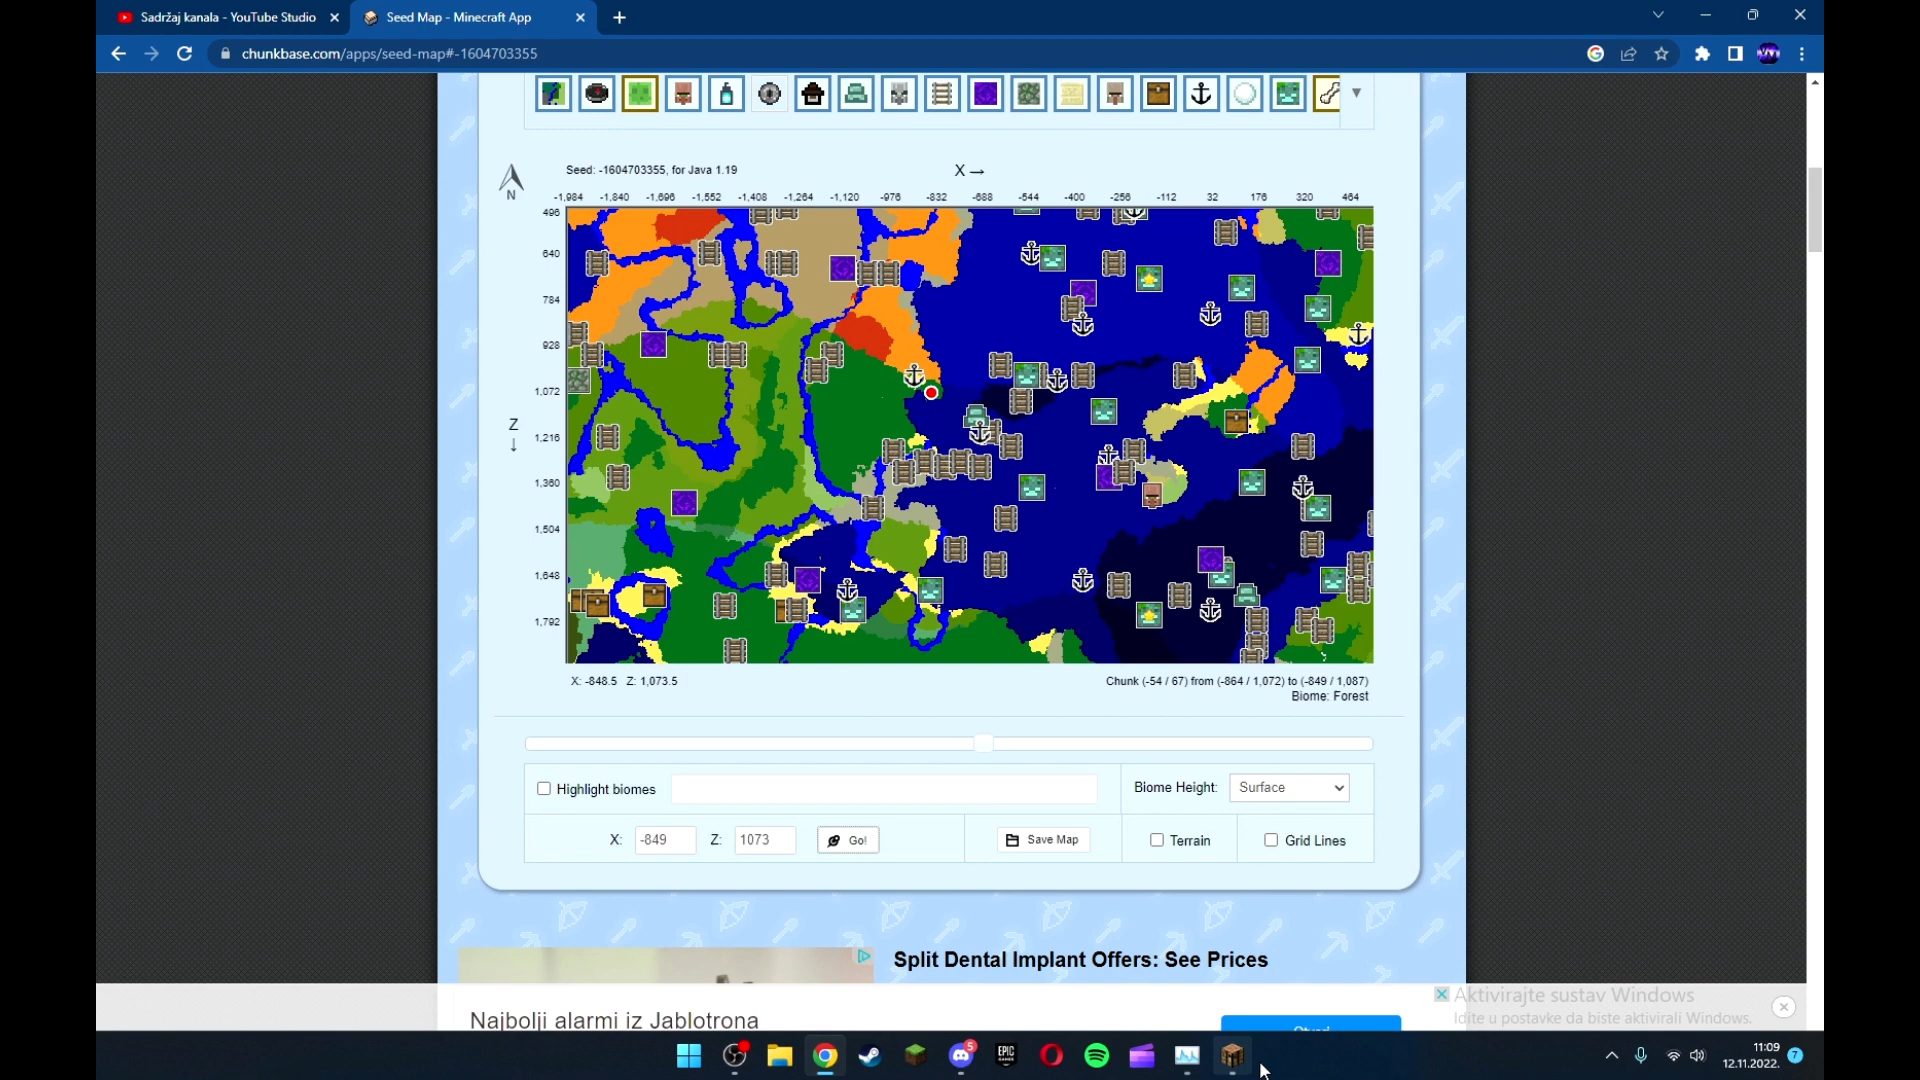 Sadržaj kanala - YouTube Studio
Seed Map - Minecraft App
chunkbase.com/apps/seed-map#-1604703355
Seed: -1604703355, for Java 1.19
X →
N
-1,984 -1,840 -1,696 -1,552 -1,408 -1,264 -1,120 -976 -832 -688 -544 -400 -256 -112 32 176 320 464
496
640
784
928
1,072
Z
↓
1,216
1,360
1,504
1,648
1,792
X: -848.5 Z: 1,073.5
Chunk (-54 / 67) from (-864 / 1,072) to (-849 / 1,087)
Biome: Forest
Highlight biomes
Biome Height: Surface
X: -849 Z: 1073 Go!
Save Map
Terrain
Grid Lines
Split Dental Implant Offers: See Prices
Najbolji alarmi iz Jablotrona
Aktivirajte sustav Windows
Idite u postavke da biste aktivirali Windows.
5
EPIC GAMES
11:09
12.11.2022.
7